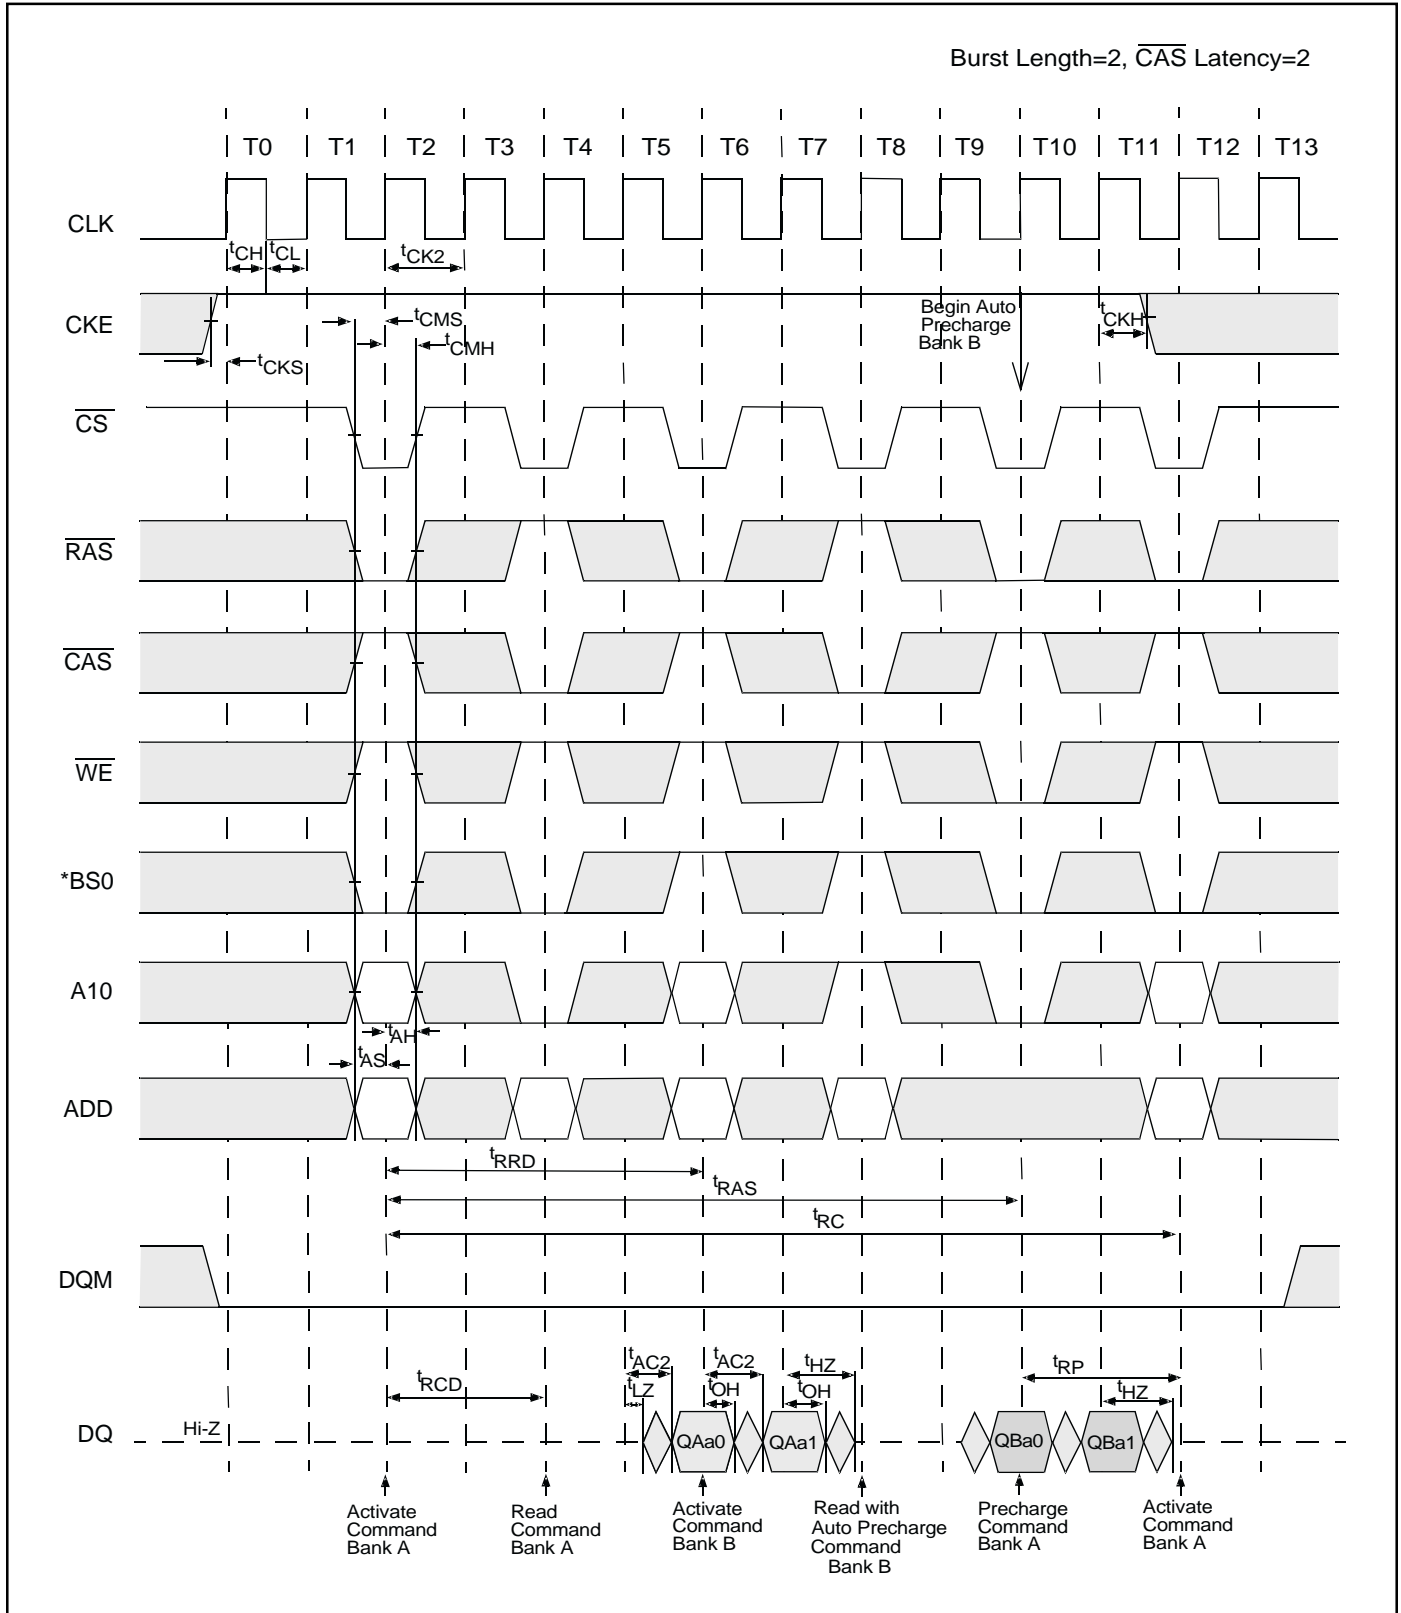 Burst Length=2, CAS Latency=2
T0 T1 T2 T3 T4 T5 T6 T7 T8 T9 T10 T11 T12 T13
CLK
tCH tCL tCK2
CKE
tCMS
tCMH
tCKS
Begin Auto
Precharge
Bank B
tCKH
CS
RAS
CAS
WE
*BS0
A10
tAH
tAS
ADD
tRRD
tRAS
tRC
DQM
tRCD
tAC2 tAC2 tHZ tRP
tLZ tOH tOH tHZ
DQ
Hi-Z
QAa0 QAa1 QBa0 QBa1
Activate
Command
Bank A
Read
Command
Bank A
Activate
Command
Bank B
Read with
Auto Precharge
Command
Bank B
Precharge
Command
Bank A
Activate
Command
Bank A